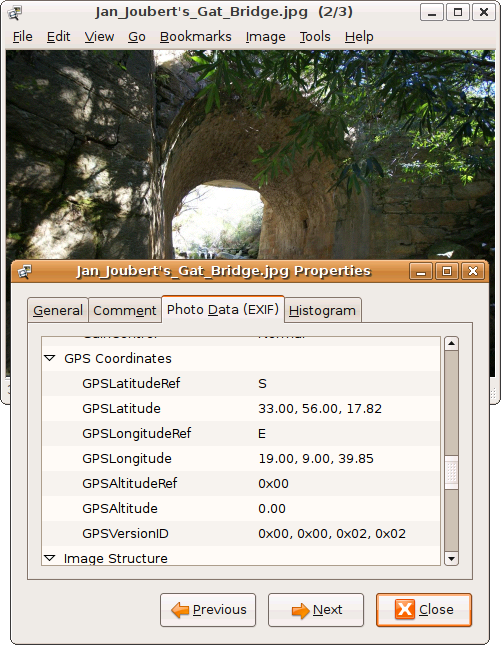 Jan_Joubert's_Gat_Bridge.jpg (2/3)
File Edit View Go Bookmarks Image Tools Help
Jan_Joubert's_Gat_Bridge.jpg Properties
General Comment Photo Data (EXIF) Histogram
GPS Coordinates
GPSLatitudeRef S
GPSLatitude 33.00, 56.00, 17.82
GPSLongitudeRef E
GPSLongitude 19.00, 9.00, 39.85
GPSAltitudeRef 0x00
GPSAltitude 0.00
GPSVersionID 0x00, 0x00, 0x02, 0x02
Image Structure
Previous Next Close